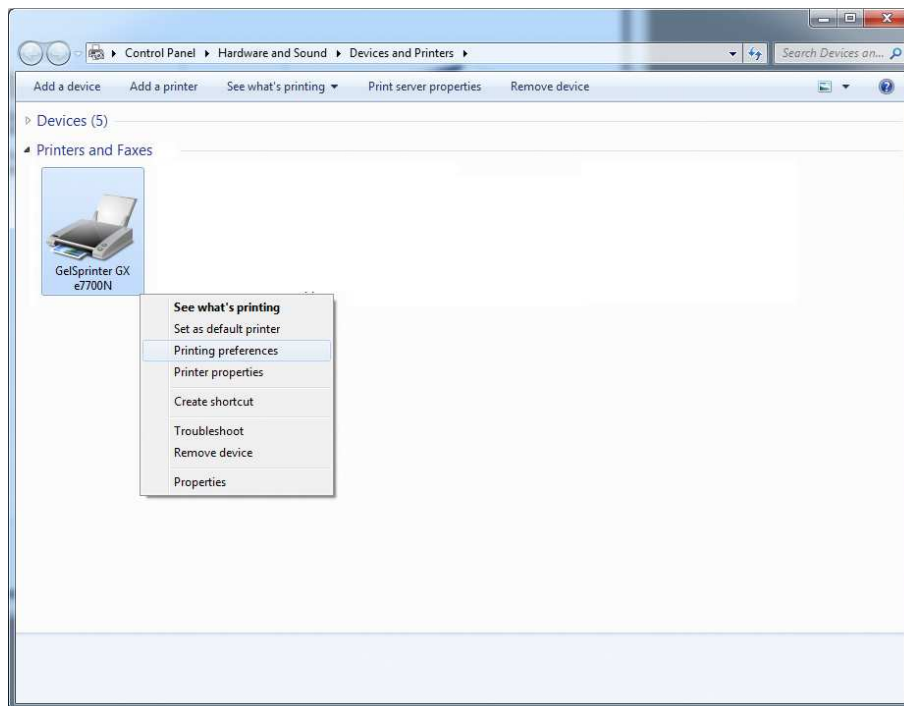 Control Panel Hardware and Sound Devices and Printers Search Devices an...
Add a device Add a printer See what's printing Print server properties Remove device
Devices (5)
Printers and Faxes
GelSprinter GX
e7700N
See what's printing
Set as default printer
Printing preferences
Printer properties
Create shortcut
Troubleshoot
Remove device
Properties